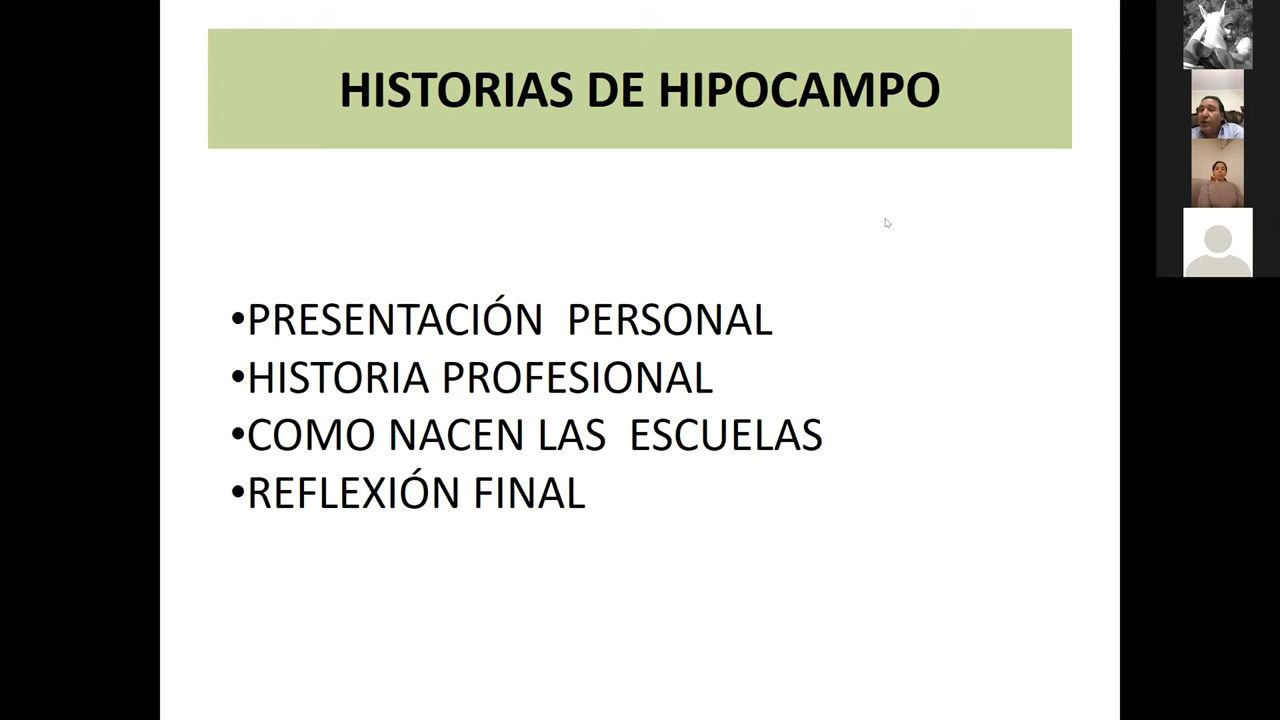 HISTORIAS DE HIPOCAMPO
•PRESENTACIÓN PERSONAL
•HISTORIA PROFESIONAL
•COMO NACEN LAS ESCUELAS
•REFLEXIÓN FINAL